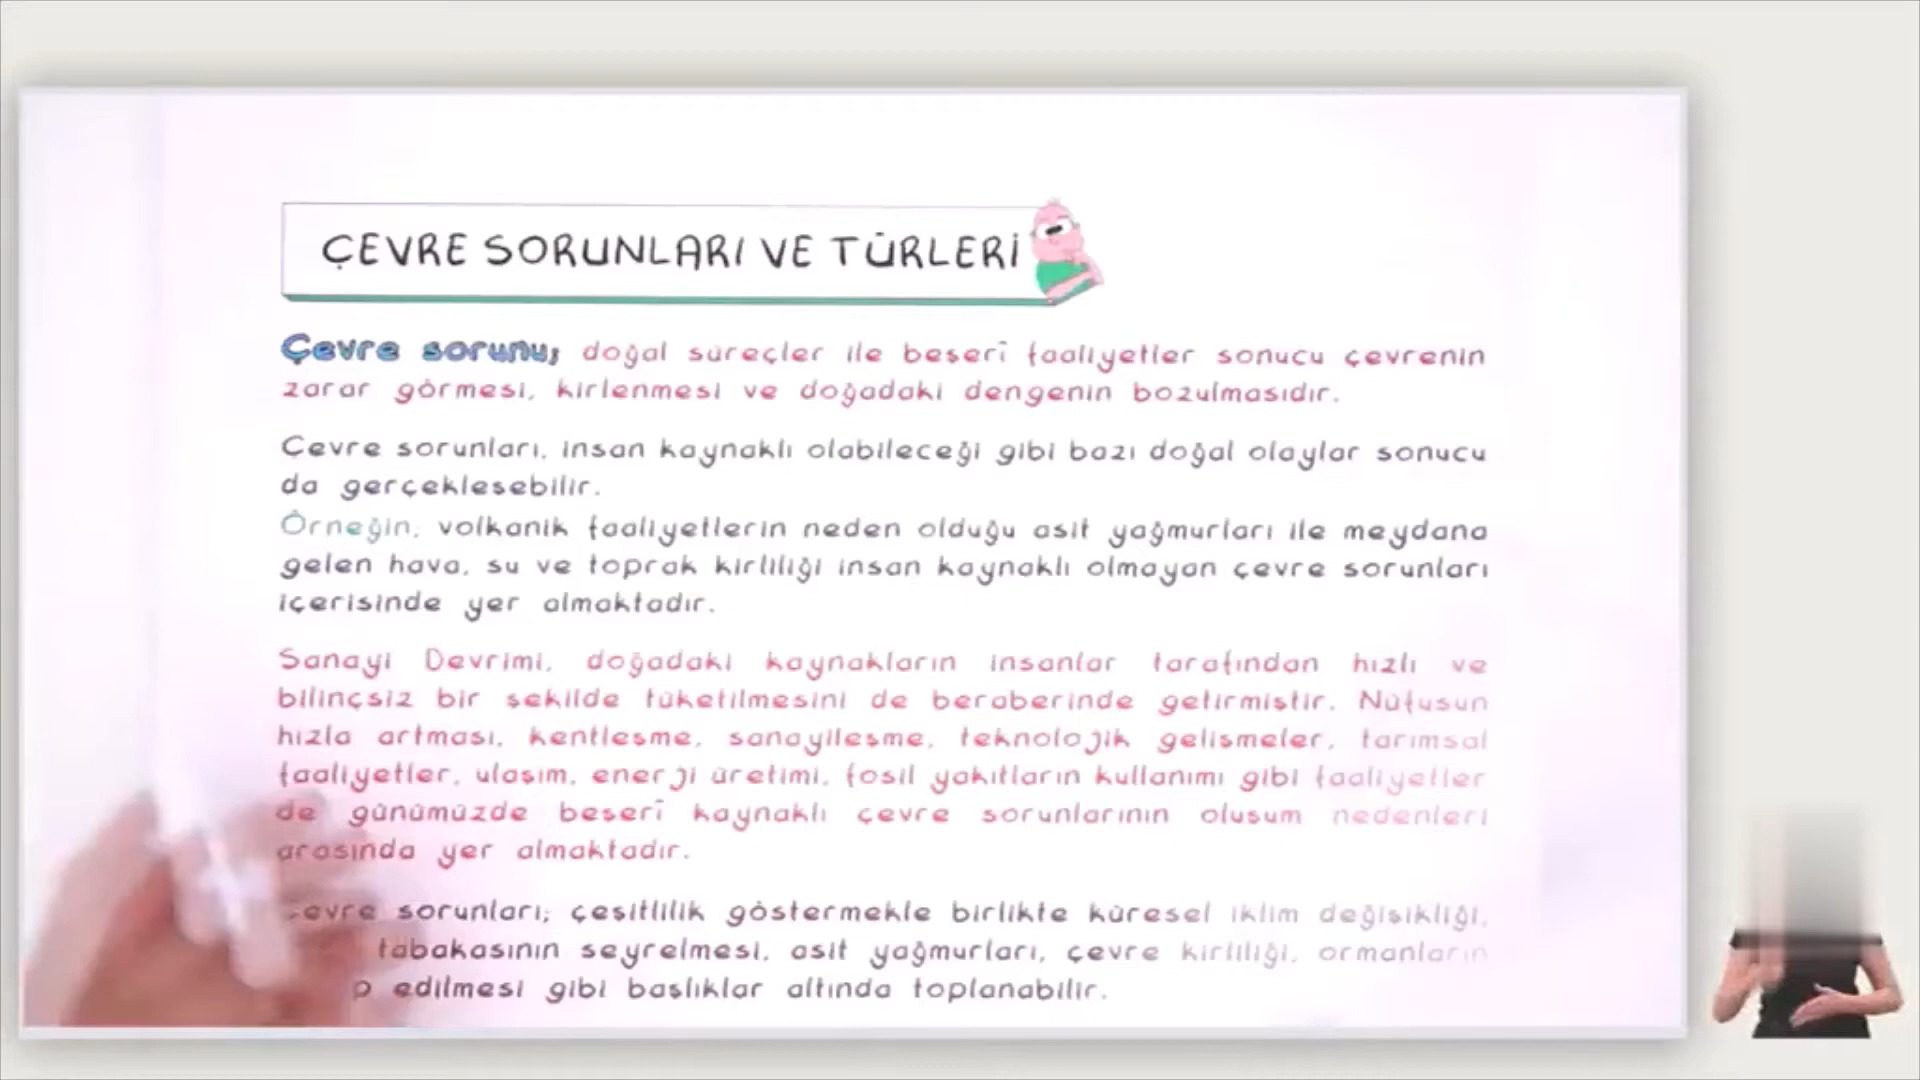 ÇEVRE SORUNLARI VE TÜRLERİ
Çevre sorunu; doğal süreçler ile beşerî faaliyetler sonucu çevrenin
zarar görmesi, kirlenmesi ve doğadaki dengenin bozulmasıdır.
Çevre sorunları, insan kaynaklı olabileceği gibi bazı doğal olaylar sonucu
da gerçekleşebilir.
Örneğin; volkanik faaliyetlerin neden olduğu asit yağmurları ile meydana
gelen hava, su ve toprak kirliliği insan kaynaklı olmayan çevre sorunları
içerisinde yer almaktadır.
Sanayi Devrimi, doğadaki kaynakların insanlar tarafından hızlı ve
bilinçsiz bir şekilde tüketilmesini de beraberinde getirmiştir. Nüfusun
hızla artması, kentleşme, sanayileşme, teknolojik gelişmeler, tarımsal
faaliyetler, ulaşım, enerji üretimi, fosil yakıtların kullanımı gibi faaliyetler
de günümüzde beşerî kaynaklı çevre sorunlarının oluşum nedenleri
arasında yer almaktadır.
Çevre sorunları; çeşitlilik göstermekle birlikte küresel iklim değişikliği,
tabakasının seyrelmesi, asit yağmurları, çevre kirliliği, ormanların
edilmesi gibi başlıklar altında toplanabilir.